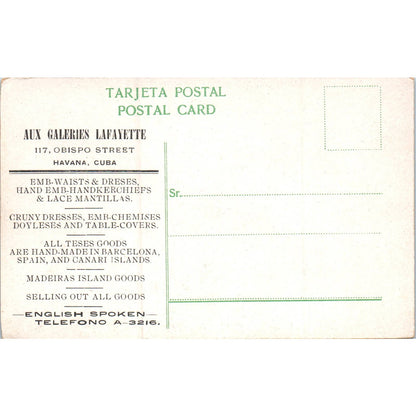 TARJETA POSTAL
POSTAL CARD
AUX GALERIES LAFAYETTE
117, OBISPO STREET
HAVANA, CUBA
EMB-WAISTS & DRESES,
HAND EMB-HANDKERCHIEFS
& LACE MANTILLAS.
CRUNY DRESSES, EMB-CHEMISES
DOYLESES AND TABLE-COVERS.
ALL TESES GOODS
ARE HAND-MADE IN BARCELONA,
SPAIN, AND CANARI ISLANDS.
MADEIRAS ISLAND GOODS
SELLING OUT ALL GOODS
—ENGLISH SPOKEN—
TELEFONO A-3216.
Sr.